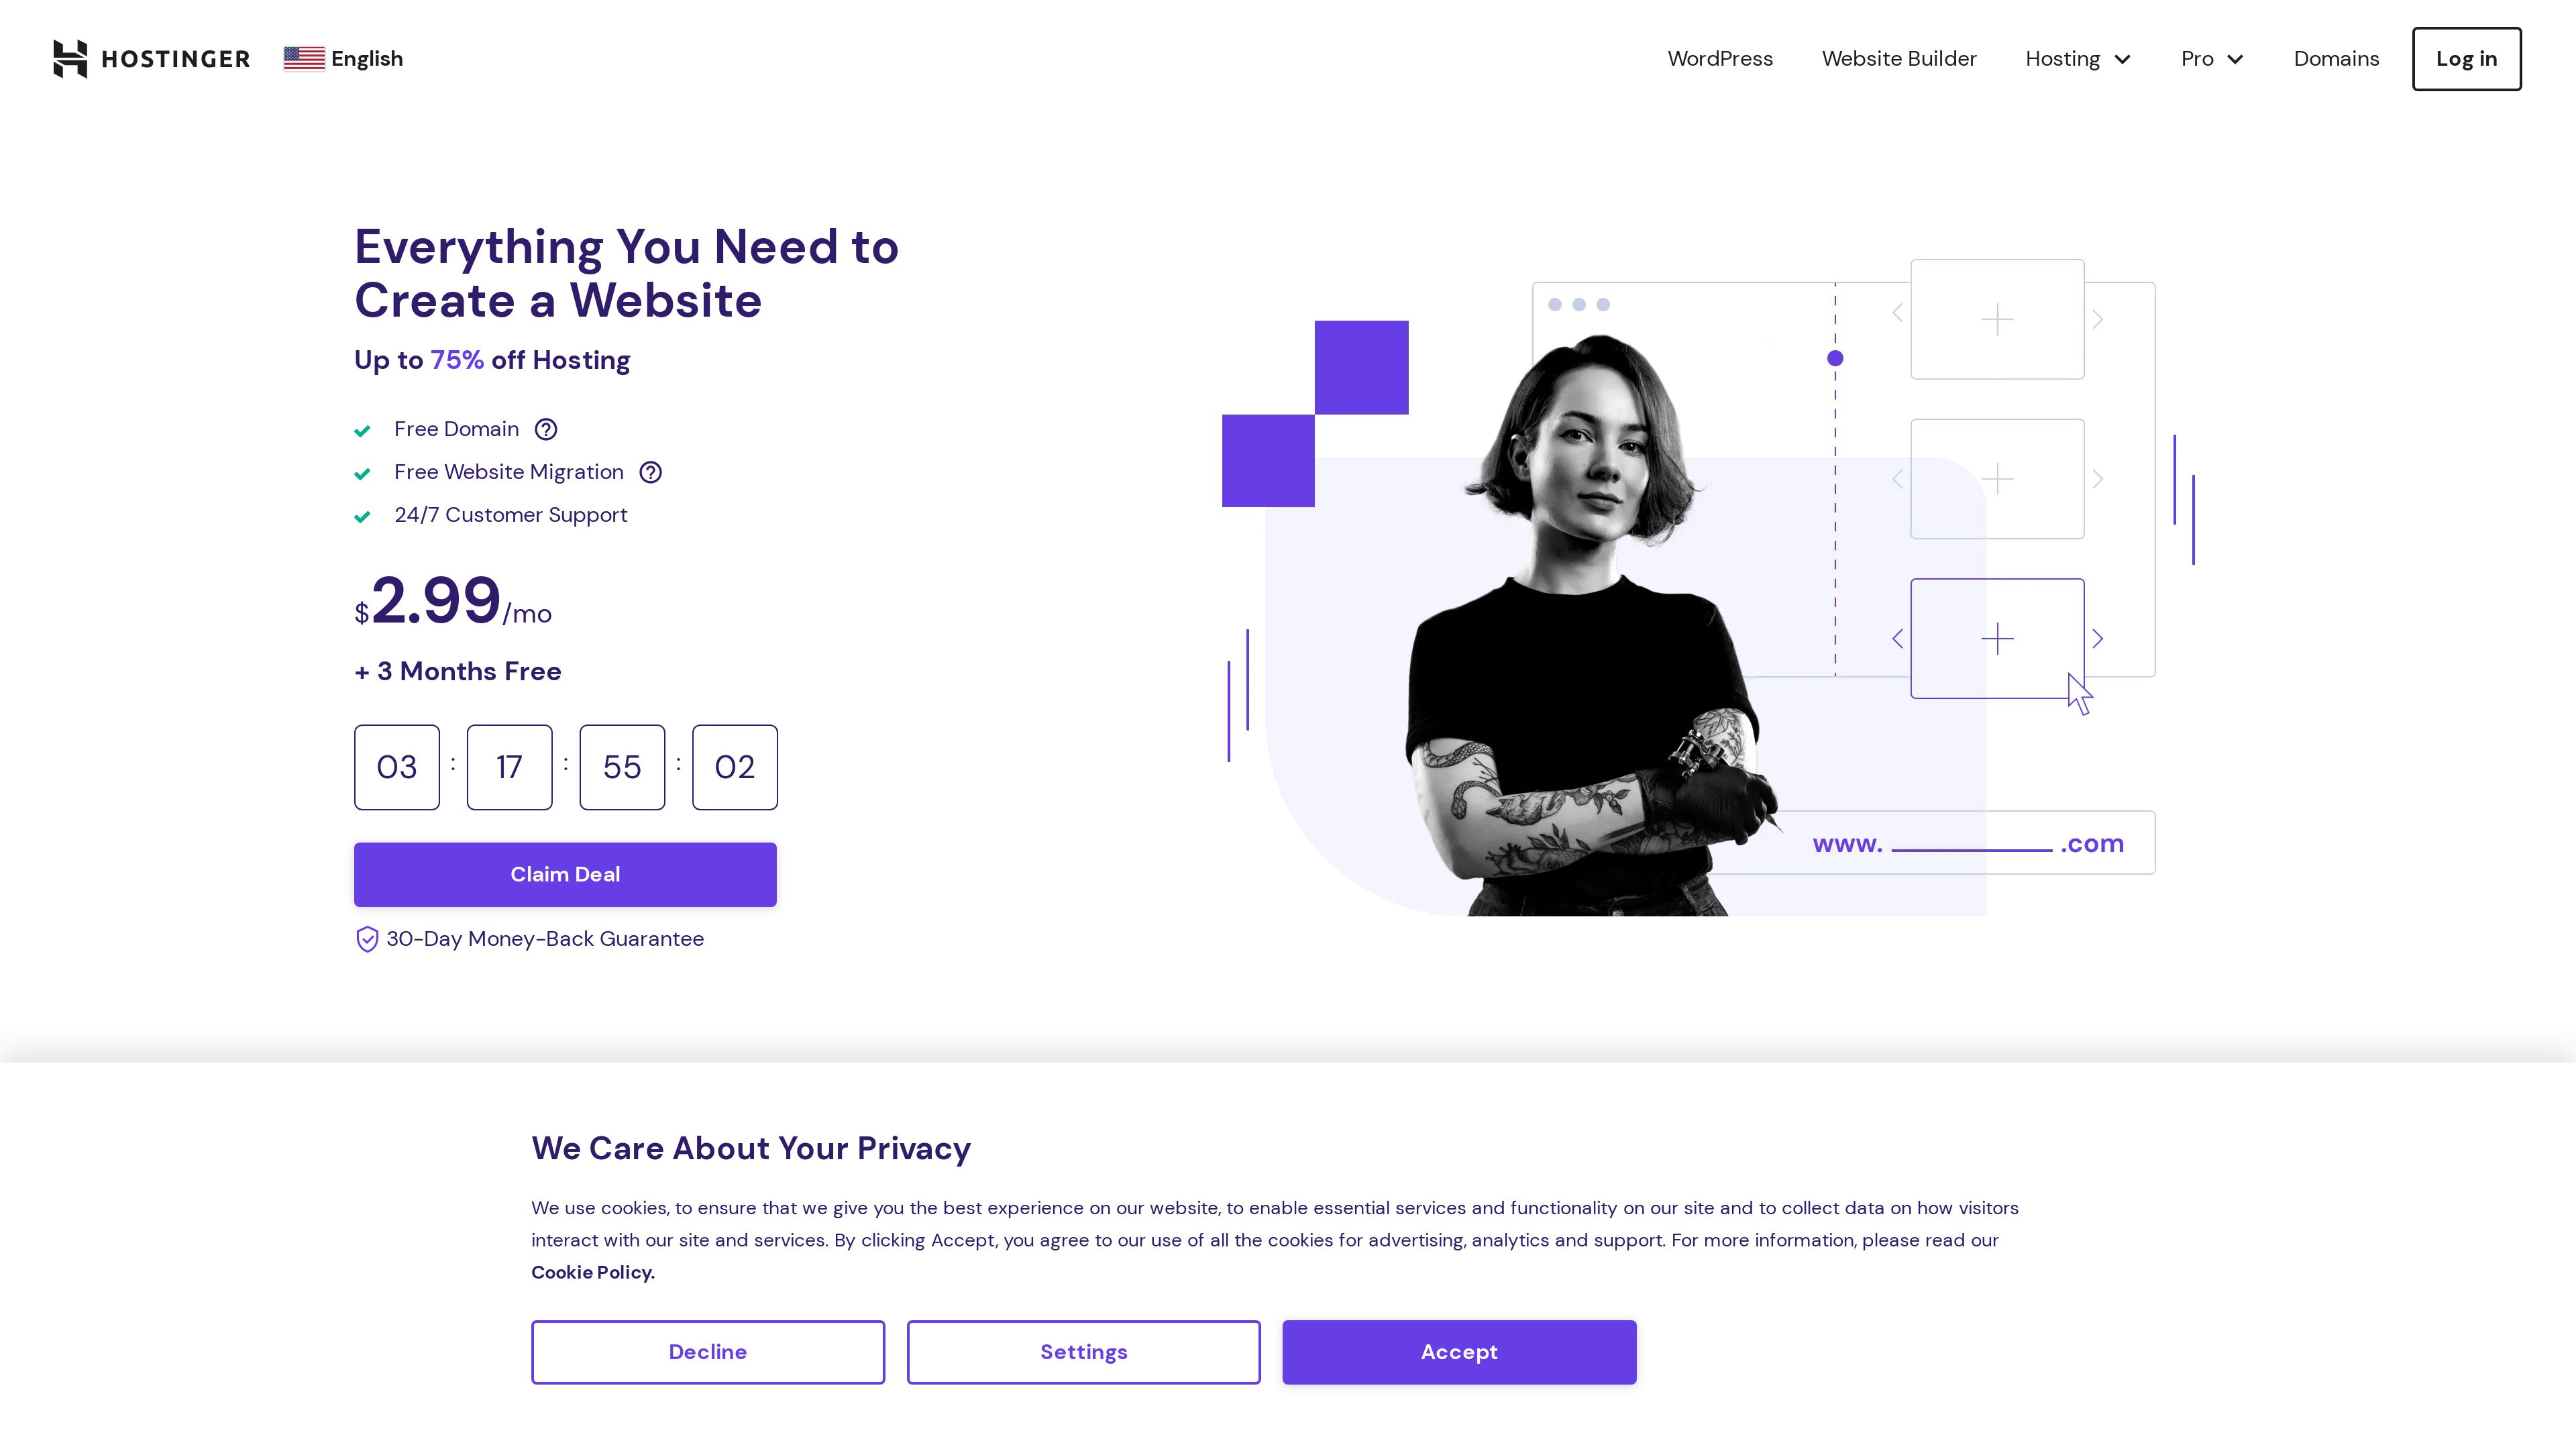 HOSTINGER
English
WordPress
Website Builder
Hosting
Pro
Domains
Log in
Everything You Need to
Create a Website
Up to 75% off Hosting
Free Domain
Free Website Migration
24/7 Customer Support
$2.99/mo
+ 3 Months Free
03 : 17 : 55 : 02
Claim Deal
30-Day Money-Back Guarantee
www. .com
We Care About Your Privacy
We use cookies, to ensure that we give you the best experience on our website, to enable essential services and functionality on our site and to collect data on how visitors
interact with our site and services. By clicking Accept, you agree to our use of all the cookies for advertising, analytics and support. For more information, please read our
Cookie Policy.
Decline
Settings
Accept